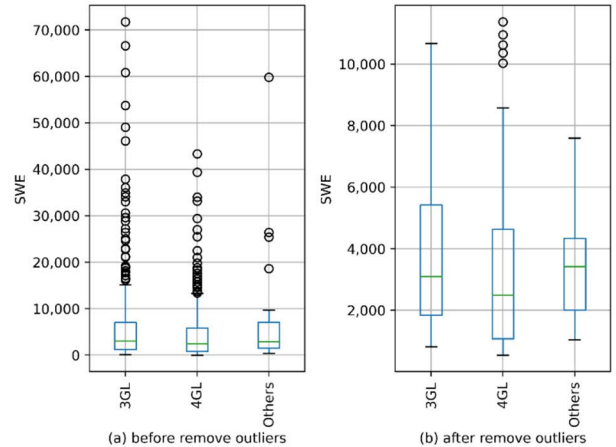 70,000
60,000
50,000
40,000
30,000
20,000
10,000
0
SWE
3GL
4GL
Others
(a) before remove outliers
10,000
8,000
6,000
4,000
2,000
SWE
3GL
4GL
Others
(b) after remove outliers